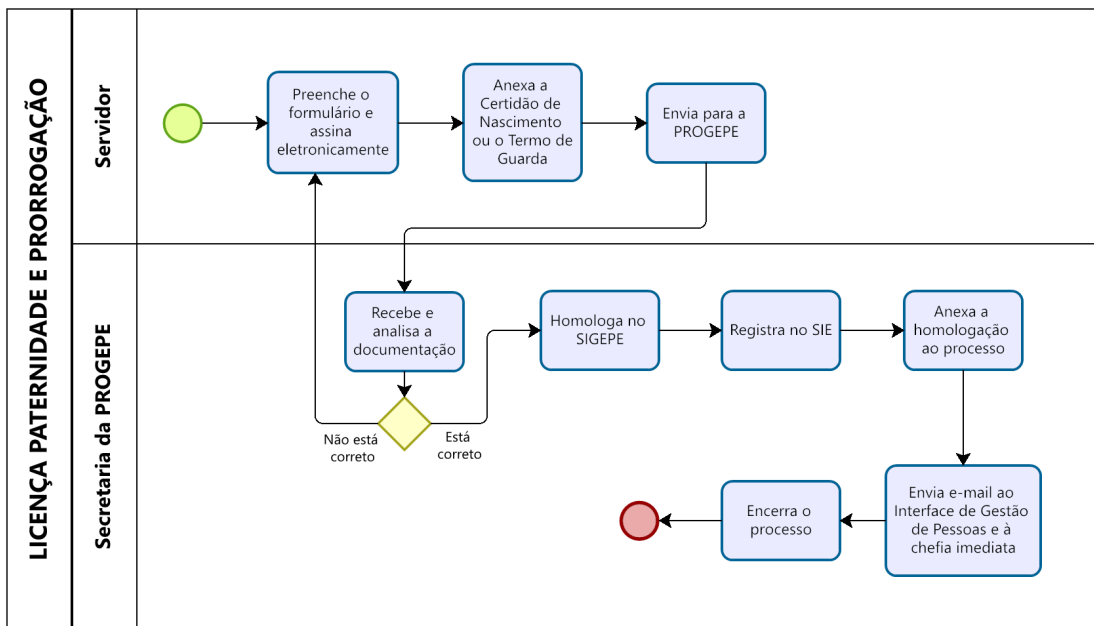 LICENÇA PATERNIDADE E PRORROGAÇÃO
Servidor
Preenche o
formulário e
assina
eletronicamente
Anexa a
Certidão de
Nascimento
ou o Termo de
Guarda
Envia para a
PROGEPE
Secretaria da PROGEPE
Recebe e
analisa a
documentação
Não está
correto
Está
correto
Homologa no
SIGEPE
Registra no SIE
Anexa a
homologação
ao processo
Envia e-mail ao
Interface de Gestão
de Pessoas e à
chefia imediata
Encerra o
processo